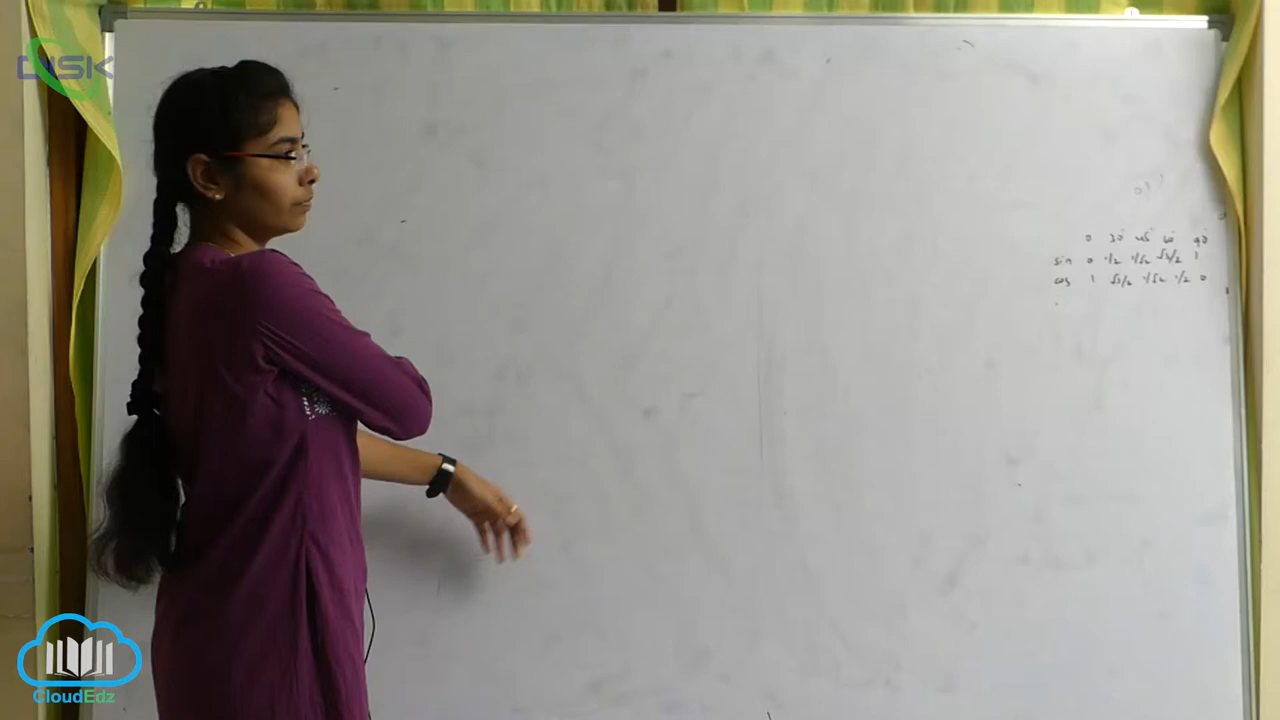 DISK
0 30° 45° 60° 90°
sin 0 1/2 1/√2 √3/2 1
cos 1 √3/2 1/√2 1/2 0
CloudEdz